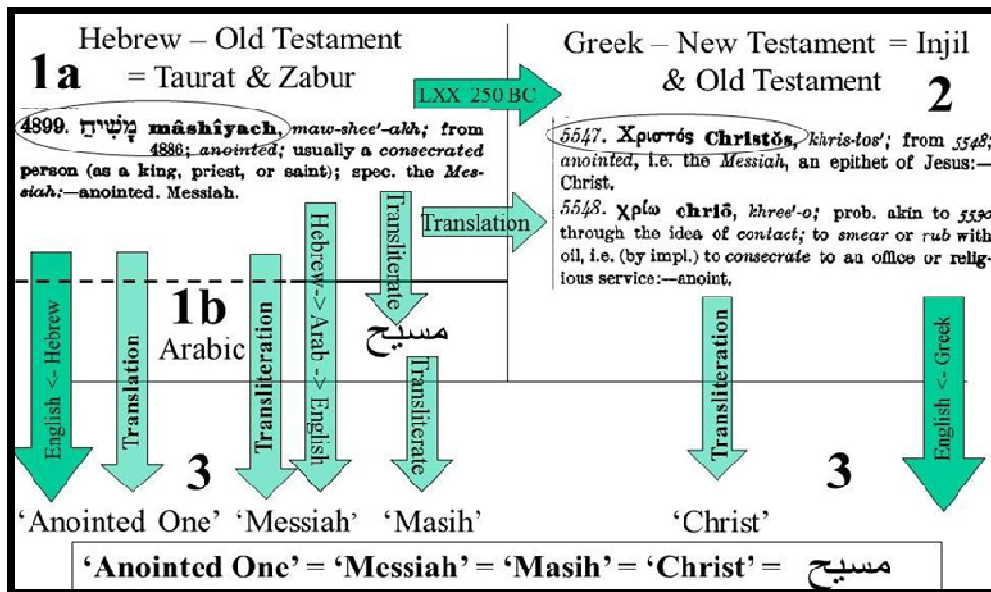 Hebrew – Old Testament
1a = Taurat & Zabur
4899. מָשִׁיחַ mâshîyach, maw-shee'-akh; from
4886; anointed; usually a consecrated
person (as a king, priest, or saint); spec. the Mes-
siah:—anointed. Messiah.
LXX 250 BC
Greek – New Testament = Injil
& Old Testament 2
5547. Χριστός Christŏs, khris-tos'; from 5548;
anointed, i.e. the Messiah, an epithet of Jesus:—
Christ.
5548. χρίω chriō, khree'-o; prob. akin to 5530
through the idea of contact; to smear or rub with
oil, i.e. (by impl.) to consecrate to an office or relig-
ious service:—anoint.
Translation
1b
Arabic
English <- Hebrew
Translation
Transliteration
Hebrew-> Arab -> English
Transliterate
مسيح
Transliterate
Transliteration
English <- Greek
3
3
‘Anointed One’ ‘Messiah’ ‘Masih’
‘Christ’
‘Anointed One’ = ‘Messiah’ = ‘Masih’ = ‘Christ’ = مسيح